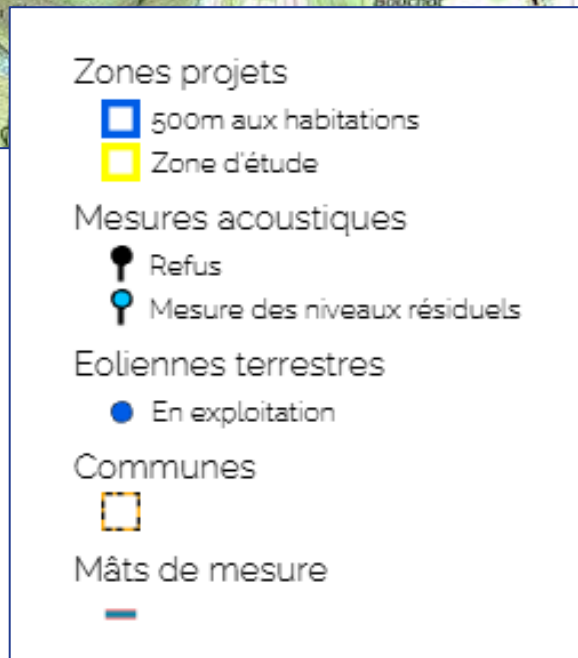 Bouchot
Zones projets
500m aux habitations
Zone d'étude
Mesures acoustiques
Refus
Mesure des niveaux résiduels
Eoliennes terrestres
En exploitation
Communes
Mâts de mesure